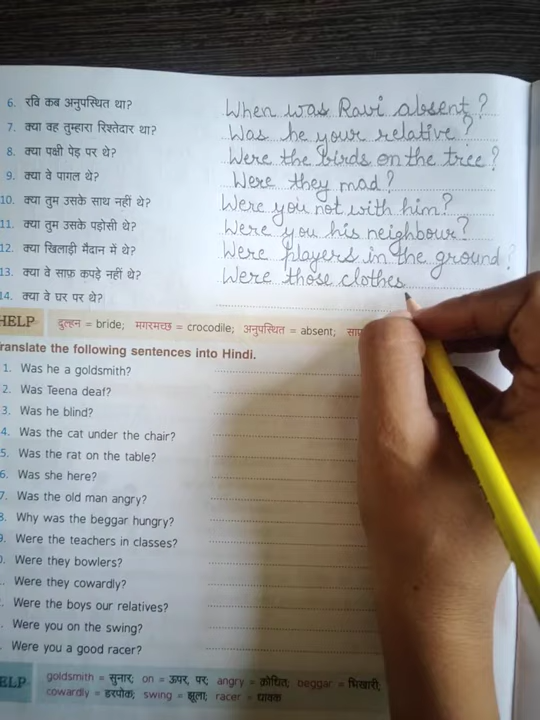 6. रवि कब अनुपस्थित था? When was Ravi absent?
7. क्या वह तुम्हारा रिश्तेदार था? Was he your relative?
8. क्या पक्षी पेड़ पर थे? Were the birds on the tree?
9. क्या वे पागल थे? Were they mad?
10. क्या तुम उसके साथ नहीं थे? Were you not with him?
11. क्या तुम उसके पड़ोसी थे? Were you his neighbour?
12. क्या खिलाड़ी मैदान में थे? Were players in the ground?
13. क्या वे साफ़ कपड़े नहीं थे? Were those clothes
14. क्या वे घर पर थे?
HELP दुल्हन = bride; मगरमच्छ = crocodile; अनुपस्थित = absent;
ranslate the following sentences into Hindi.
1. Was he a goldsmith?
2. Was Teena deaf?
3. Was he blind?
4. Was the cat under the chair?
5. Was the rat on the table?
6. Was she here?
7. Was the old man angry?
8. Why was the beggar hungry?
9. Were the teachers in classes?
0. Were they bowlers?
. Were they cowardly?
. Were the boys our relatives?
. Were you on the swing?
. Were you a good racer?
ELP goldsmith = सुनार; on = ऊपर, पर; angry = क्रोधित; beggar = भिखारी;
cowardly = डरपोक; swing = झूला; racer = धावक